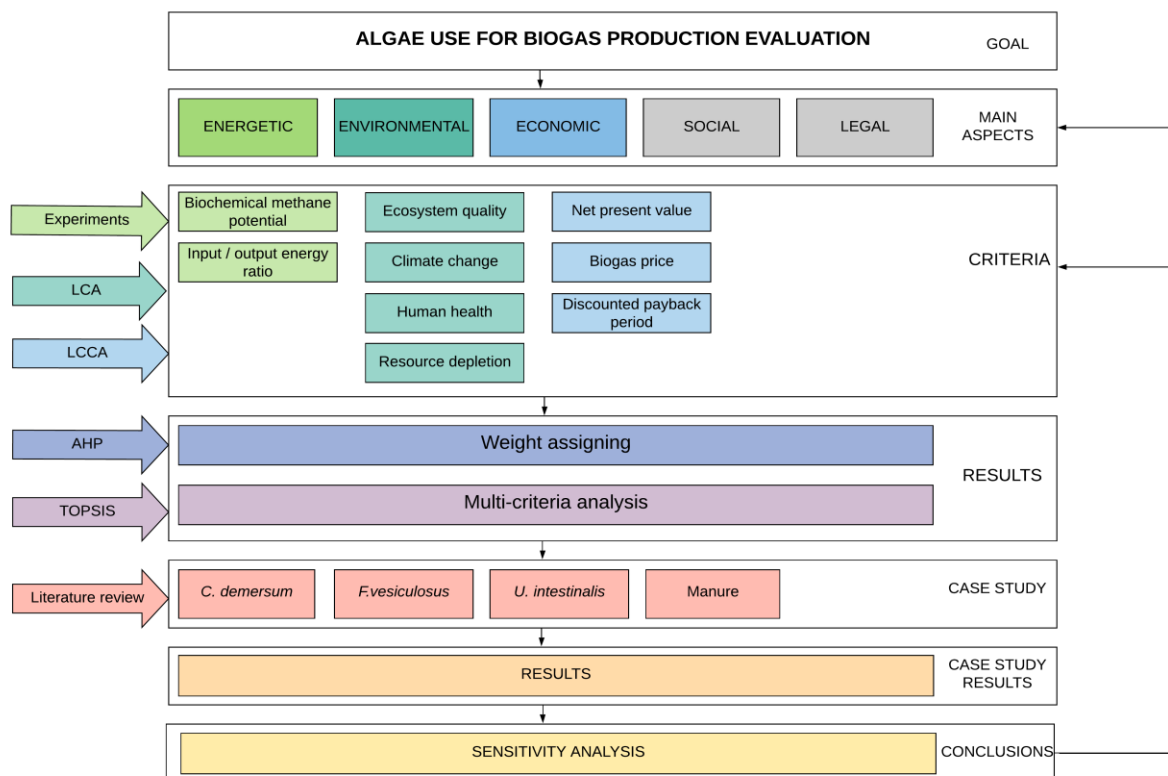 ALGAE USE FOR BIOGAS PRODUCTION EVALUATION
GOAL
ENERGETIC
ENVIRONMENTAL
ECONOMIC
SOCIAL
LEGAL
MAIN
ASPECTS
Experiments
LCA
LCCA
Biochemical methane
potential
Input / output energy
ratio
Ecosystem quality
Climate change
Human health
Resource depletion
Net present value
Biogas price
Discounted payback
period
CRITERIA
AHP
Weight assigning
TOPSIS
Multi-criteria analysis
RESULTS
Literature review
C. demersum
F.vesiculosus
U. intestinalis
Manure
CASE STUDY
RESULTS
CASE STUDY
RESULTS
SENSITIVITY ANALYSIS
CONCLUSIONS